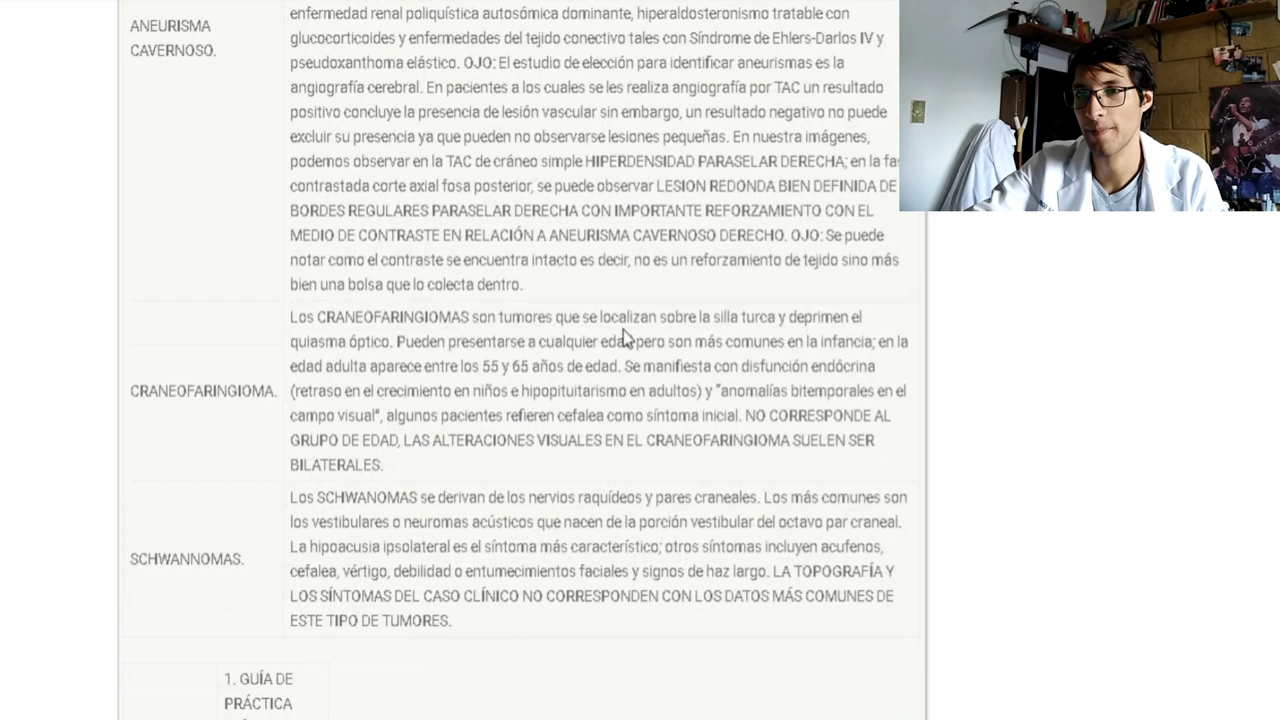 ANEURISMA
CAVERNOSO.
enfermedad renal poliquística autosómica dominante, hiperaldosteronismo tratable con
glucocorticoides y enfermedades del tejido conectivo tales con Síndrome de Ehlers-Darlos IV y
pseudoxanthoma elástico. OJO: El estudio de elección para identificar aneurismas es la
angiografía cerebral. En pacientes a los cuales se les realiza angiografía por TAC un resultado
positivo concluye la presencia de lesión vascular sin embargo, un resultado negativo no puede
excluir su presencia ya que pueden no observarse lesiones pequeñas. En nuestra imágenes,
podemos observar en la TAC de cráneo simple HIPERDENSIDAD PARASELAR DERECHA; en la
contrastada corte axial fosa posterior, se puede observar LESION REDONDA BIEN DEFINIDA DE
BORDES REGULARES PARASELAR DERECHA CON IMPORTANTE REFORZAMIENTO CON EL
MEDIO DE CONTRASTE EN RELACIÓN A ANEURISMA CAVERNOSO DERECHO. OJO: Se puede
notar como el contraste se encuentra intacto es decir, no es un reforzamiento de tejido sino más
bien una bolsa que lo colecta dentro.
CRANEOFARINGIOMA.
Los CRANEOFARINGIOMAS son tumores que se localizan sobre la silla turca y deprimen el
quiasma óptico. Pueden presentarse a cualquier edad pero son más comunes en la infancia; en la
edad adulta aparece entre los 55 y 65 años de edad. Se manifiesta con disfunción endócrina
(retraso en el crecimiento en niños e hipopituitarismo en adultos) y "anomalías bitemporales en el
campo visual", algunos pacientes refieren cefalea como síntoma inicial. NO CORRESPONDE AL
GRUPO DE EDAD, LAS ALTERACIONES VISUALES EN EL CRANEOFARINGIOMA SUELEN SER
BILATERALES.
SCHWANNOMAS.
Los SCHWANOMAS se derivan de los nervios raquídeos y pares craneales. Los más comunes son
los vestibulares o neuromas acústicos que nacen de la porción vestibular del octavo par craneal.
La hipoacusia ipsolateral es el síntoma más característico; otros síntomas incluyen acufenos,
cefalea, vértigo, debilidad o entumecimientos faciales y signos de haz largo. LA TOPOGRAFÍA Y
LOS SÍNTOMAS DEL CASO CLÍNICO NO CORRESPONDEN CON LOS DATOS MÁS COMUNES DE
ESTE TIPO DE TUMORES.
1. GUÍA DE
PRÁCTICA